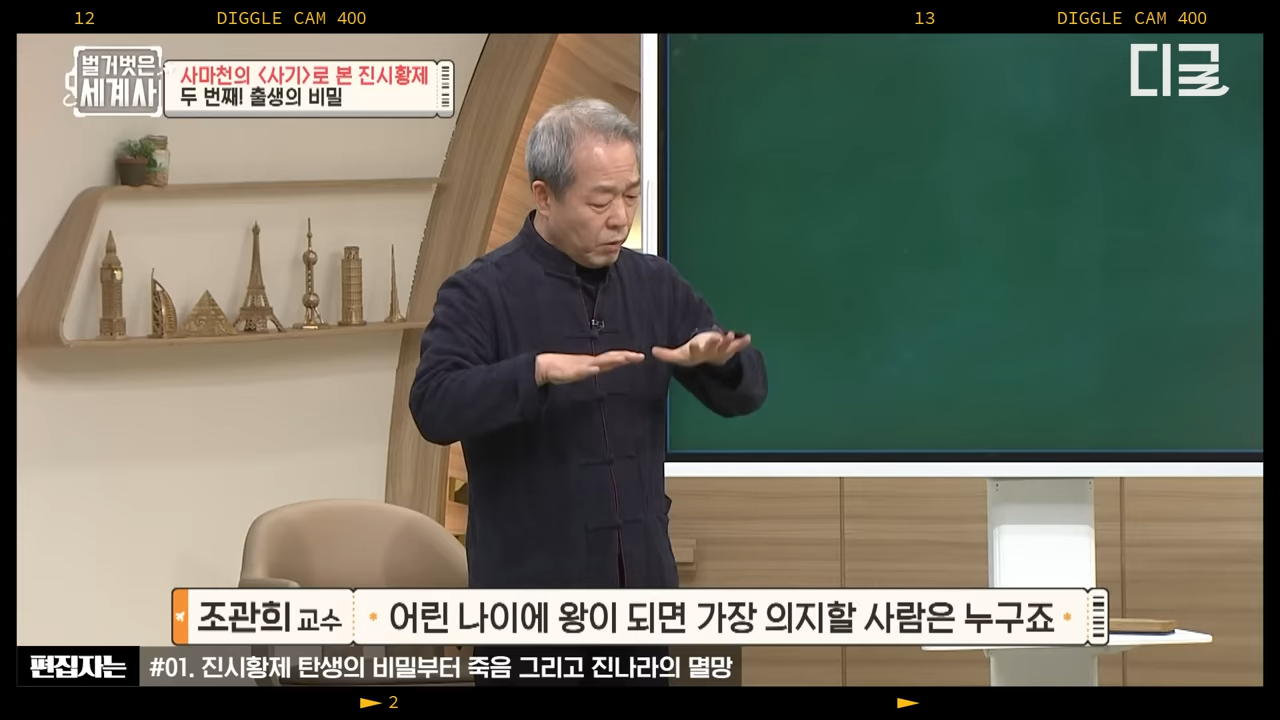 12 DIGGLE CAM 400 13 DIGGLE CAM 400
벌거벗은
세계사
사마천의 <사기>로 본 진시황제
두 번째! 출생의 비밀
디글
조관희 교수 어린 나이에 왕이 되면 가장 의지할 사람은 누구죠
편집자는 #01. 진시황제 탄생의 비밀부터 죽음 그리고 진나라의 멸망
2